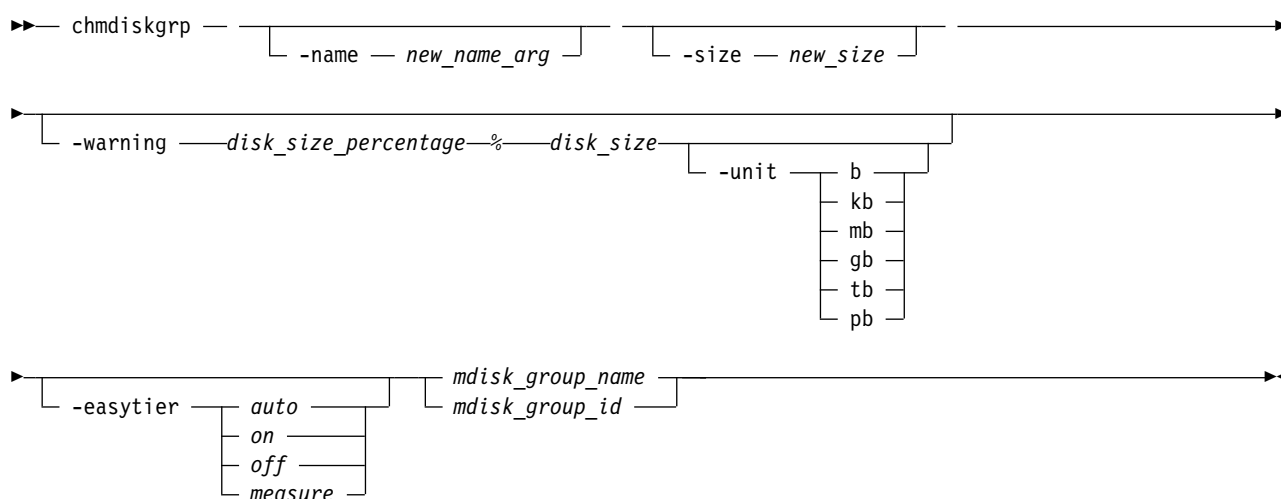 chmdiskgrp
-name new_name_arg -size new_size
-warning disk_size_percentage % disk_size
-unit b
kb
mb
gb
tb
pb
mdisk_group_name
-easytier auto mdisk_group_id
on
off
measure